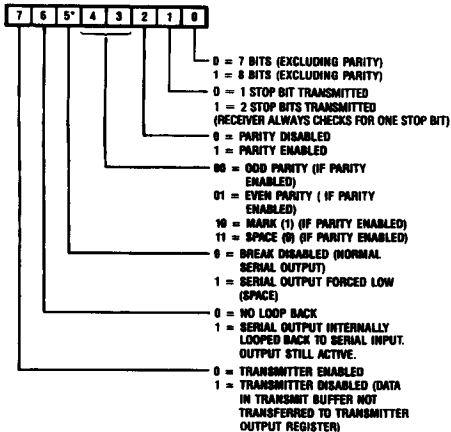 7 6 5* 4 3 2 1 0
0 = 7 BITS (EXCLUDING PARITY)
1 = 8 BITS (EXCLUDING PARITY)
0 = 1 STOP BIT TRANSMITTED
1 = 2 STOP BITS TRANSMITTED
(RECEIVER ALWAYS CHECKS FOR ONE STOP BIT)
0 = PARITY DISABLED
1 = PARITY ENABLED
00 = ODD PARITY (IF PARITY
ENABLED)
01 = EVEN PARITY ( IF PARITY
ENABLED)
10 = MARK (1) (IF PARITY ENABLED)
11 = SPACE (0) (IF PARITY ENABLED)
0 = BREAK DISABLED (NORMAL
SERIAL OUTPUT)
1 = SERIAL OUTPUT FORCED LOW
(SPACE)
0 = NO LOOP BACK
1 = SERIAL OUTPUT INTERNALLY
LOOPED BACK TO SERIAL INPUT.
OUTPUT STILL ACTIVE.
0 = TRANSMITTER ENABLED
1 = TRANSMITTER DISABLED (DATA
IN TRANSMIT BUFFER NOT
TRANSFERRED TO TRANSMITTER
OUTPUT REGISTER)